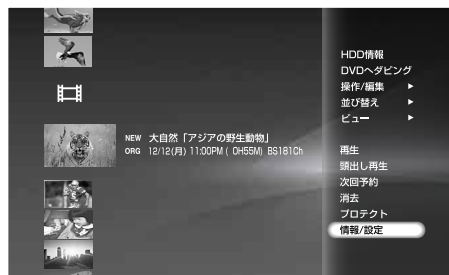 NEW 大自然「アジアの野生動物」
ORG 12/12(月) 11:00PM ( 0H55M) BS181Ch
HDD情報
DVDへダビング
操作/編集 ▶
並び替え ▶
ビュー ▶
再生
頭出し再生
次回予約
消去
プロテクト
情報/設定